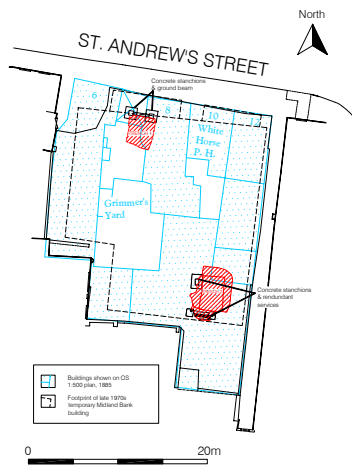 North
ST. ANDREW'S STREET
Concrete stanchions
& ground beam
6
8
10
White
Horse
P. H.
Grimmer's
Yard
Concrete stanchions
& rendundant
services
Buildings shown on OS
1:500 plan, 1885
Footprint of late 1970s
temporary Midland Bank
building
0
20m